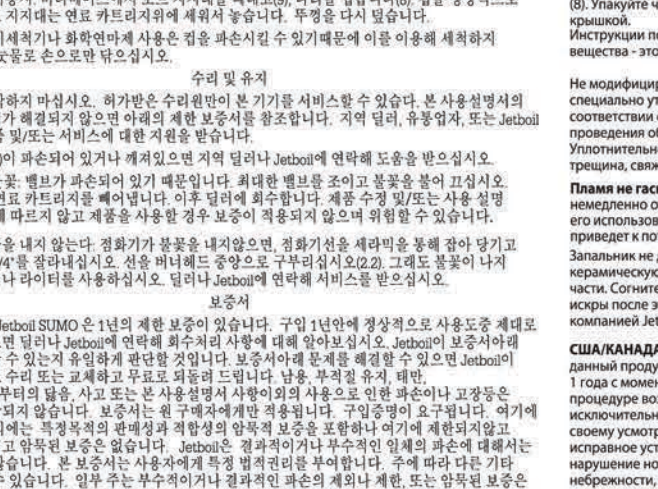 지지대는 연료 카트리지위에 세워서 놓습니다. 뚜껑을 다시 덮습니다.
세척기나 화학연마제 사용은 컵을 파손시킬 수 있기때문에 이를 이용해 세척하지
눗물로 손으로만 닦으십시오.
수리 및 유지
하지 마십시오. 허가받은 수리원만이 본 기기를 서비스할 수 있습다. 본 사용설명서의
가 해결되지 않으면 아래의 제한 보증서를 참조합니다. 지역 딜러, 유통업자, 또는 Jetboil
품 및/또는 서비스에 대한 지원을 받습니다.
)이 파손되어 있거나 깨져있으면 지역 딜러나 Jetboil에 연락해 도움을 받으십시오.
꽃: 밸브가 파손되어 있기 때문입니다. 최대한 밸브를 조이고 불꽃을 불어 끄십시오.
연료 카트리지를 빼어냅니다. 이후 딜러에 회수합니다. 제품 수정 및/또는 사용 설명
에 따르지 않고 제품을 사용할 경우 보증이 적용되지 않으며 위험할 수 있습니다.
을 내지 않는다: 점화기가 불꽃을 내지않으면, 점화기선을 세라믹을 통해 잡아 당기고
/4"를 잘라내십시오. 선을 버너헤드 중앙으로 구부리십시오(2.2). 그래도 불꽃이 나지
나 라이터를 사용하십시오. 딜러나 Jetboil에 연락해 서비스를 받으십시오.
보증서
Jetboil SUMO 은 1년의 제한 보증이 있습니다. 구입 1년안에 정상적으로 사용도중 제대로
면 딜러나 Jetboil에 연락해 회수처리 사항에 대해 알아보십시오. Jetboil이 보증서아래
수 있는지 유일하게 판단할 것입니다. 보증서아래 문제를 해결할 수 있으면 Jetboil이
수리 또는 교체하고 무료로 되돌려 드립니다. 남용, 부적절 유지, 태만,
부터의 닳음, 사고 또는 본 사용설명서 사항이외의 사용으로 인한 파손이나 고장등은
되지 않습니다. 보증서는 원 구매자에게만 적용됩니다. 구입증명이 요구됩니다. 여기에
외에는 특정목적의 판매성과 적합성의 암묵적 보증을 포함하나 여기에 제한되지않고
고 암묵된 보증은 없습니다. Jetboil은 결과적이거나 부수적인 일체의 파손에 대해서는
않습니다. 본 보증서는 사용자에게 특정 법적권리를 부여합니다. 주에 따라 다른 기타
수 있습니다. 일부 주는 부수적이거나 결과적인 파손의 제외나 제한, 또는 암묵된 보증은
(8). Упакуйте ч
крышкой.
Инструкции по
вещества - это
Не модифицир
специально ут
соответствии
проведения об
Уплотнительно
трещина, свяж
Пламя не гасн
немедленно о
его использов
приведет к пот
Запальник не д
керамическую
части. Согните
искры после э
компанией Jet
США/КАНАДА
данный проду
1 года с момен
процедуре воз
исключительн
своему усмотр
исправное уст
нарушение но
небрежности,